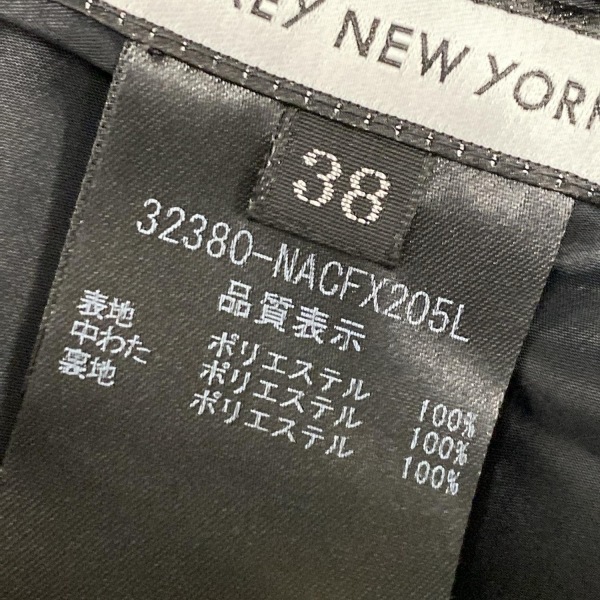 NEW YORK
38
32380-NACFX205L
品質表示
表地 ポリエステル 100%
中わた ポリエステル 100%
裏地 ポリエステル 100%